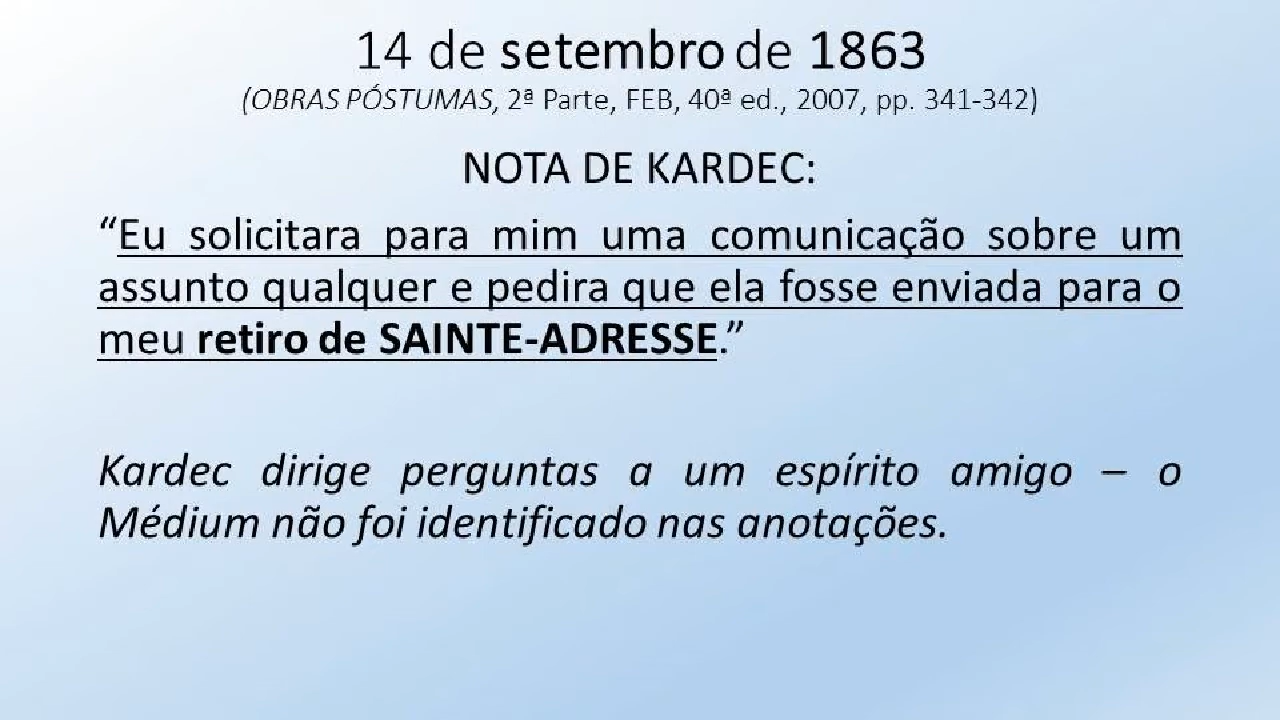 14 de setembro de 1863
(OBRAS PÓSTUMAS, 2ª Parte, FEB, 40ª ed., 2007, pp. 341-342)
NOTA DE KARDEC:
“Eu solicitara para mim uma comunicação sobre um
assunto qualquer e pedira que ela fosse enviada para o
meu retiro de SAINTE-ADRESSE.”
Kardec dirige perguntas a um espírito amigo – o
Médium não foi identificado nas anotações.